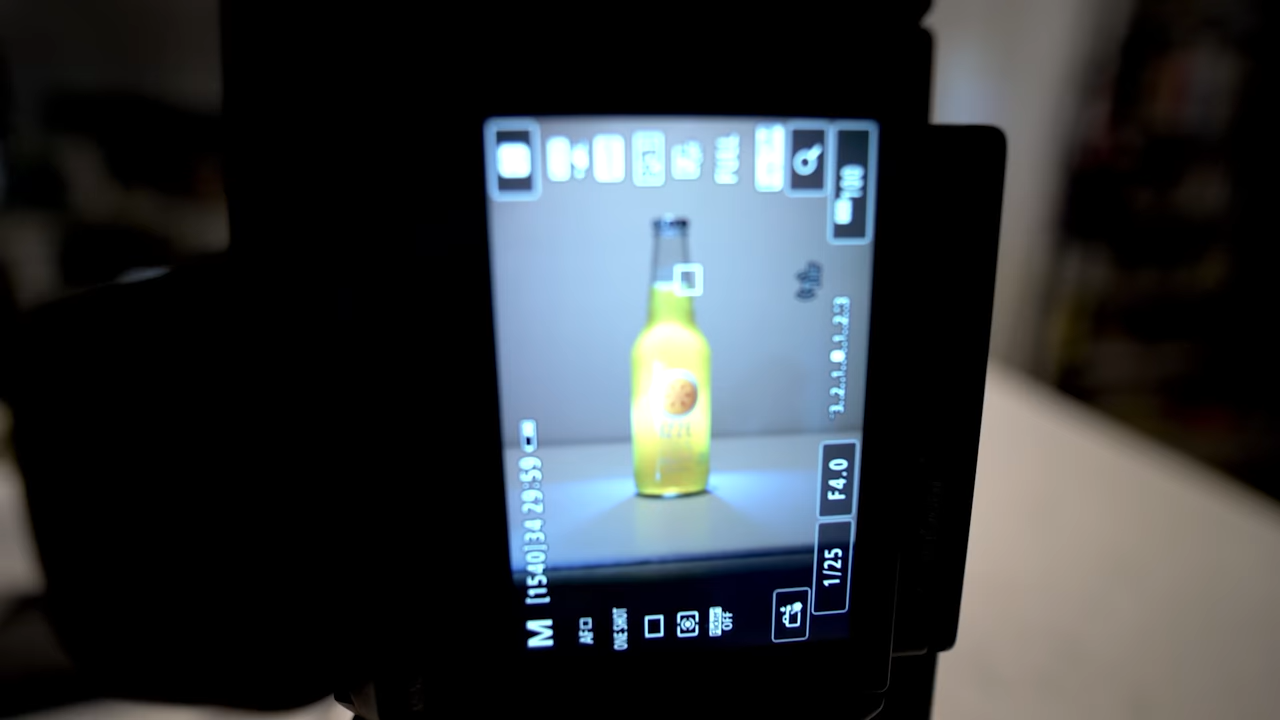 M [1540] 34 29:59
AF
ONE SHOT
OFF
FULL
100
3..2..1..0..1..2..3
F4.0
1/25
IZZE